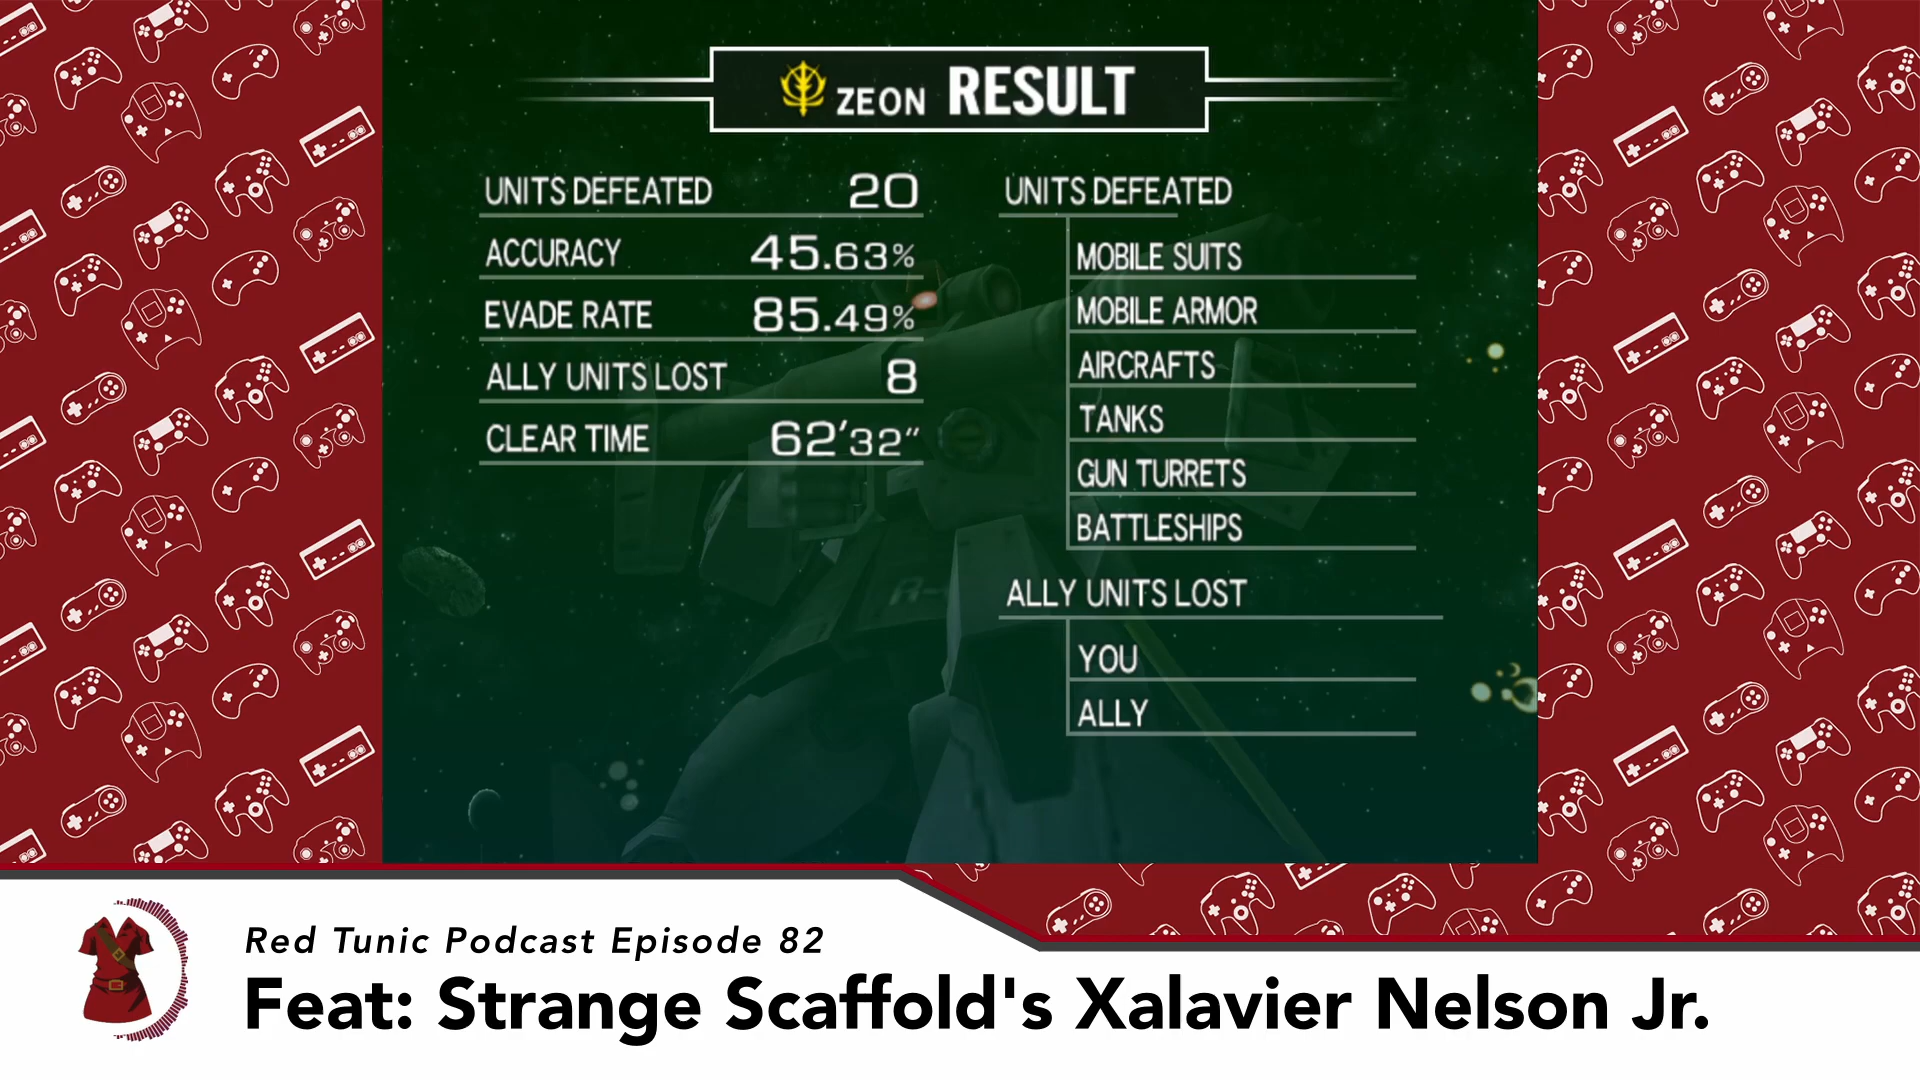 ZEON RESULT
UNITS DEFEATED 20
ACCURACY 45.63%
EVADE RATE 85.49%
ALLY UNITS LOST 8
CLEAR TIME 62'32"
UNITS DEFEATED
MOBILE SUITS
MOBILE ARMOR
AIRCRAFTS
TANKS
GUN TURRETS
BATTLESHIPS
ALLY UNITS LOST
YOU
ALLY
Red Tunic Podcast Episode 82
Feat: Strange Scaffold's Xalavier Nelson Jr.